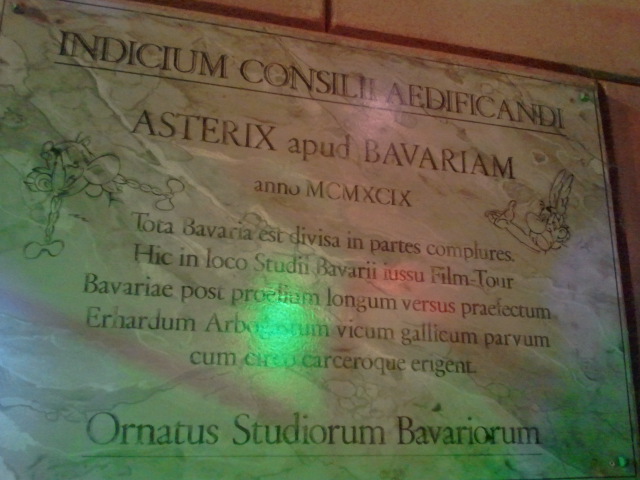 INDICIUM CONSILII AEDIFICANDI
ASTERIX apud BAVARIAM
anno MCMXCIX
Tota Bavaria est divisa in partes complures.
Hic in loco Studii Bavarii iussu Film-Tour
Bavariae post proelium longum versus praefectum
Erhardum Arbogastum vicum gallicum parvum
cum circo carceroque erigent.
Ornatus Studiorum Bavariorum